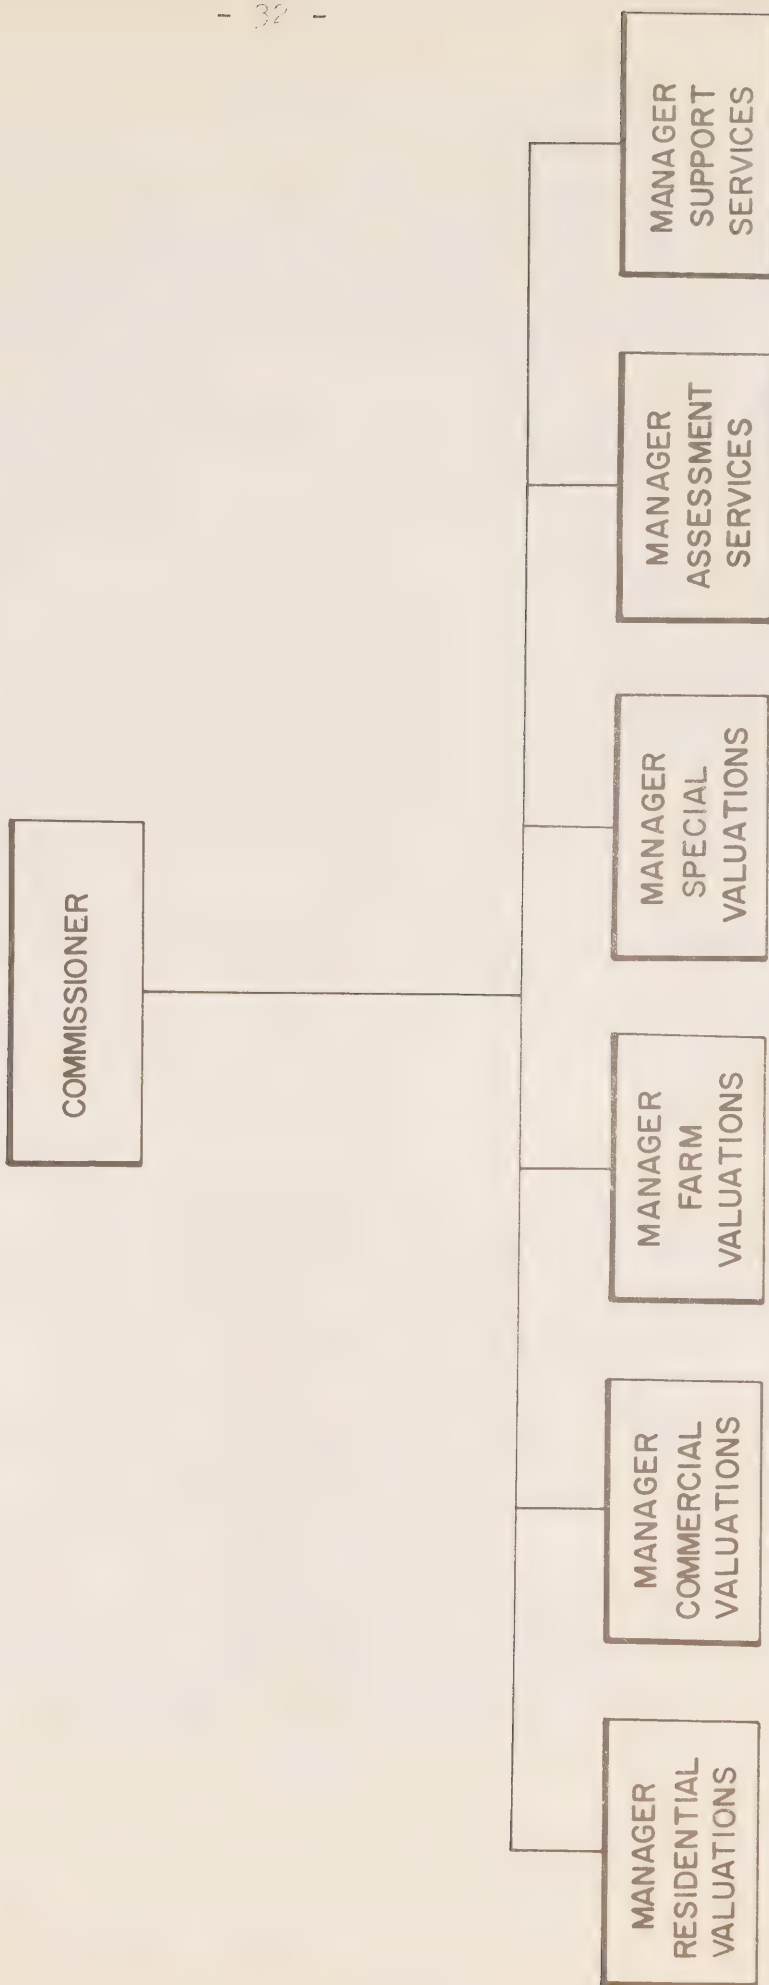 - 32 -
COMMISSIONER
MANAGER
RESIDENTIAL
VALUATIONS
MANAGER
COMMERCIAL
VALUATIONS
MANAGER
FARM
VALUATIONS
MANAGER
SPECIAL
VALUATIONS
MANAGER
ASSESSMENT
SERVICES
MANAGER
SUPPORT
SERVICES